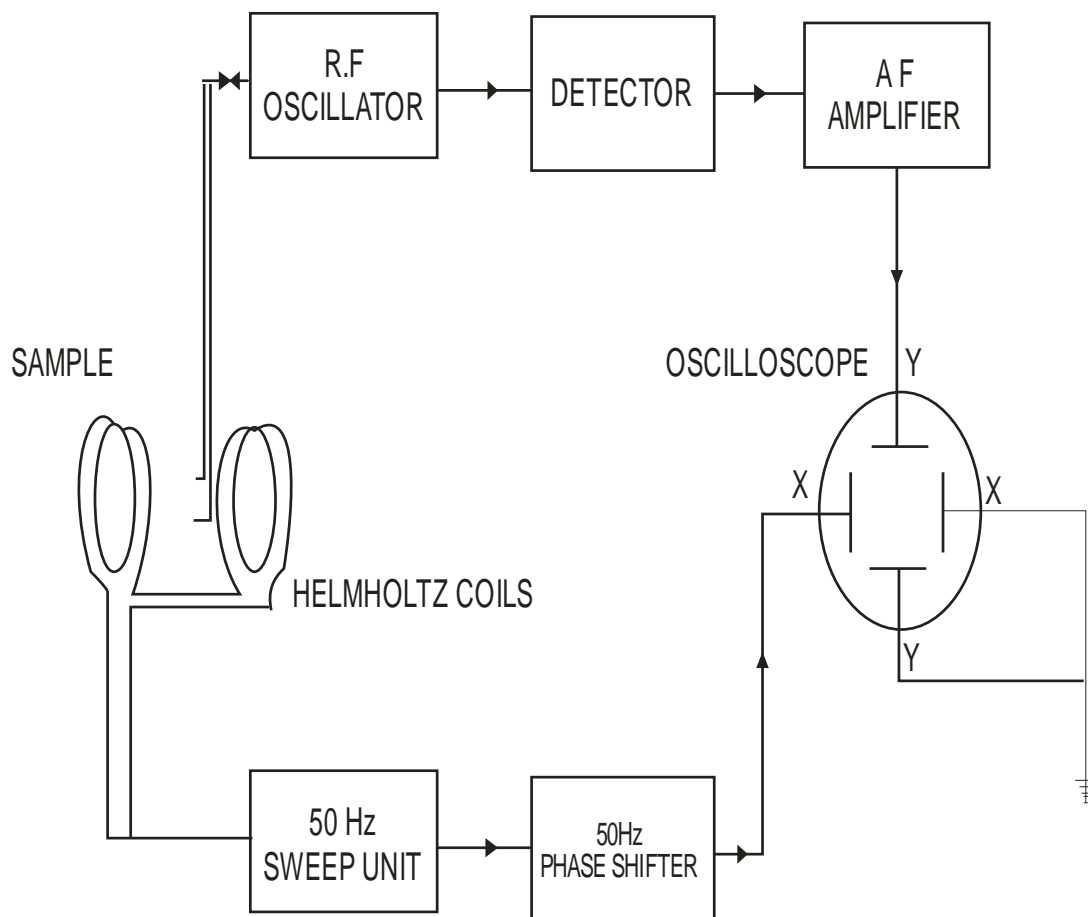 R.F
OSCILLATOR
DETECTOR
A F
AMPLIFIER
SAMPLE
OSCILLOSCOPE
Y
X
X
HELMHOLTZ COILS
Y
50 Hz
SWEEP UNIT
50Hz
PHASE SHIFTER